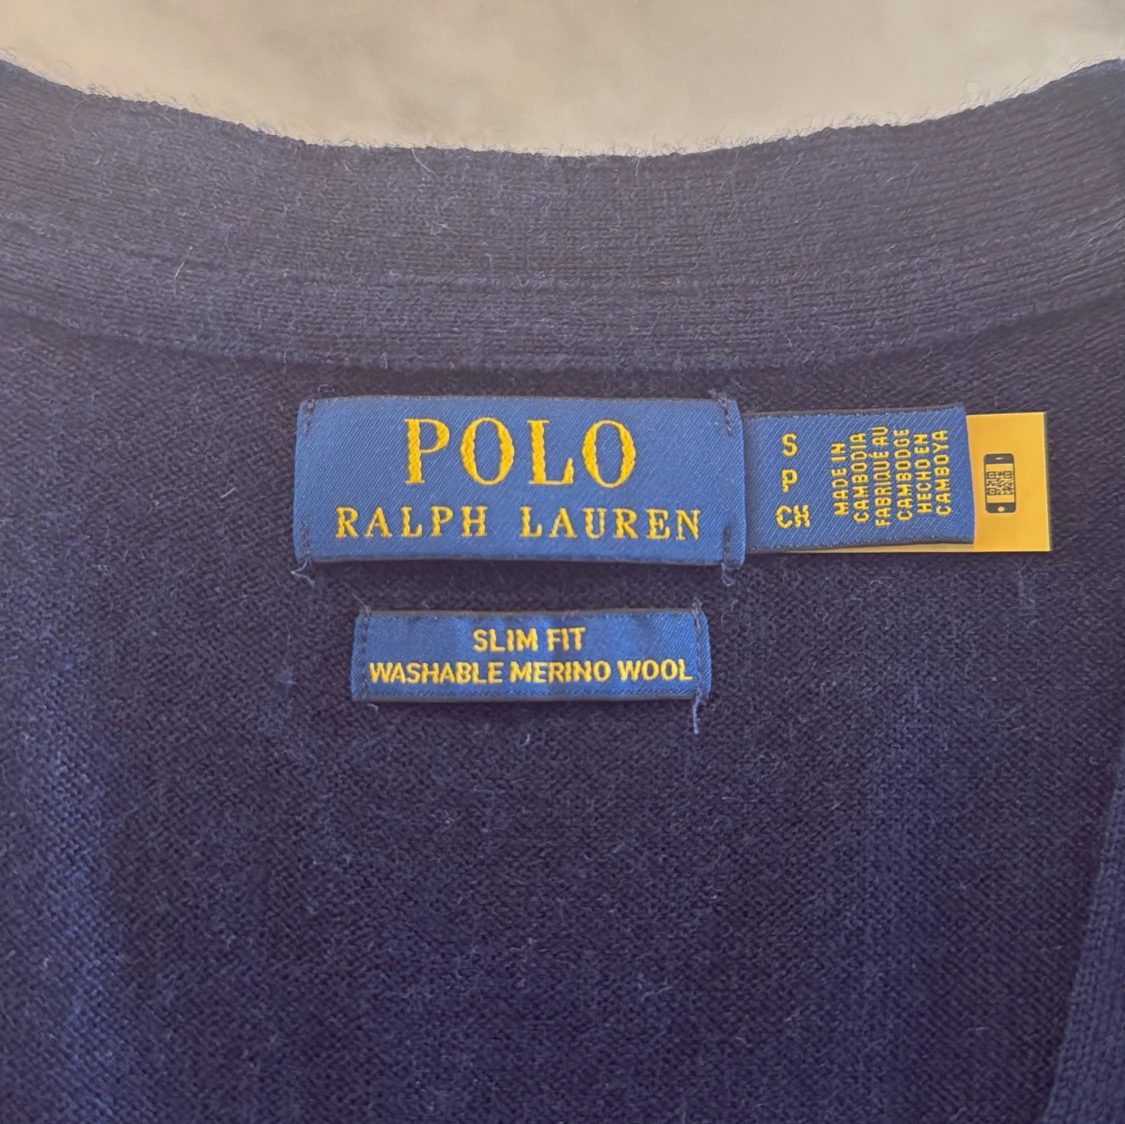 POLO
RALPH LAUREN
S
P
CH
MADE IN
CAMBODIA
FABRIQUÉ AU
CAMBODGE
HECHO EN
CAMBOYA
SLIM FIT
WASHABLE MERINO WOOL